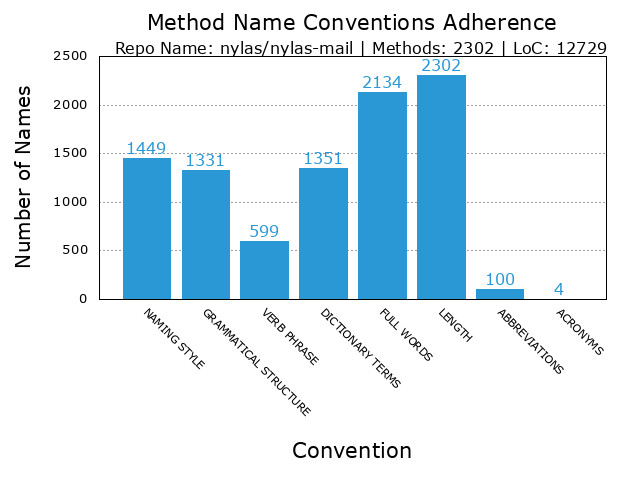 Method Name Conventions Adherence
Repo Name: nylas/nylas-mail | Methods: 2302 | LoC: 12729
Number of Names
2500
2000
1500
1000
500
0
1449
1331
599
1351
2134
2302
100
4
NAMING STYLE
GRAMMATICAL STRUCTURE
VERB PHRASE
DICTIONARY TERMS
FULL WORDS
LENGTH
ABBREVIATIONS
ACRONYMS
Convention